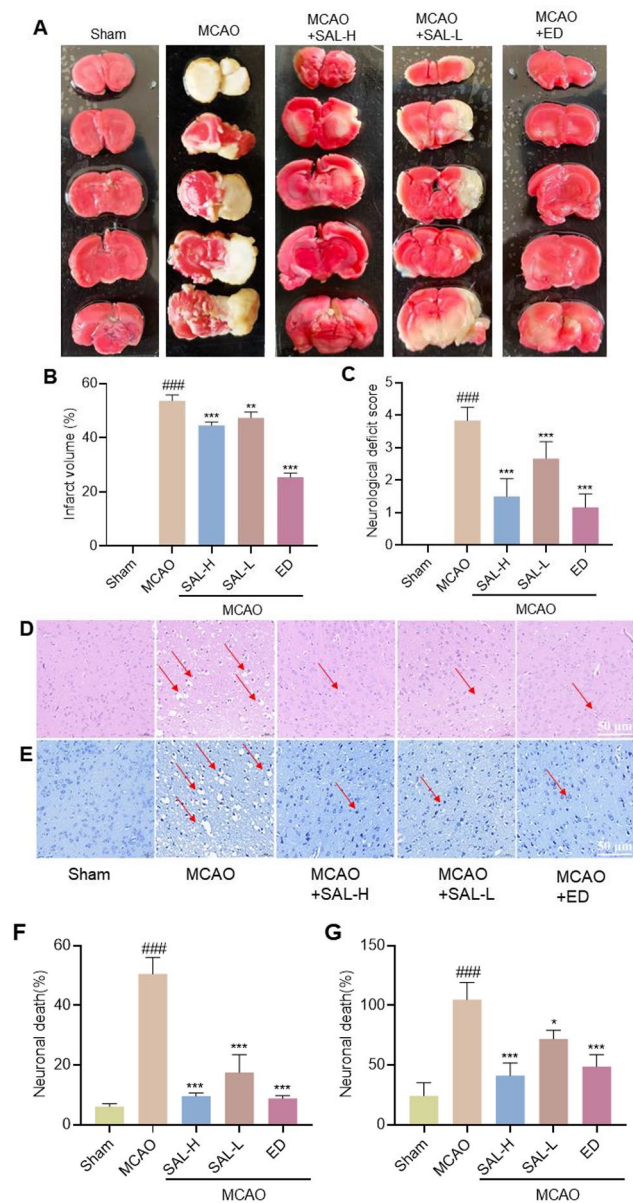 A
Sham
MCAO
MCAO
+SAL-H
MCAO
+SAL-L
MCAO
+ED
B
Infarct volume (%)
60
40
20
0
###
***
**
***
Sham
MCAO
SAL-H
SAL-L
ED
MCAO
C
Neurological deficit score
5
4
3
2
1
0
###
***
***
***
Sham
MCAO
SAL-H
SAL-L
ED
MCAO
D
50 μm
E
50 μm
Sham
MCAO
MCAO
+SAL-H
MCAO
+SAL-L
MCAO
+ED
F
Neuronal death(%)
60
40
20
0
###
***
***
***
Sham
MCAO
SAL-H
SAL-L
ED
MCAO
G
Neuronal death(%)
150
100
50
0
###
***
*
***
Sham
MCAO
SAL-H
SAL-L
ED
MCAO